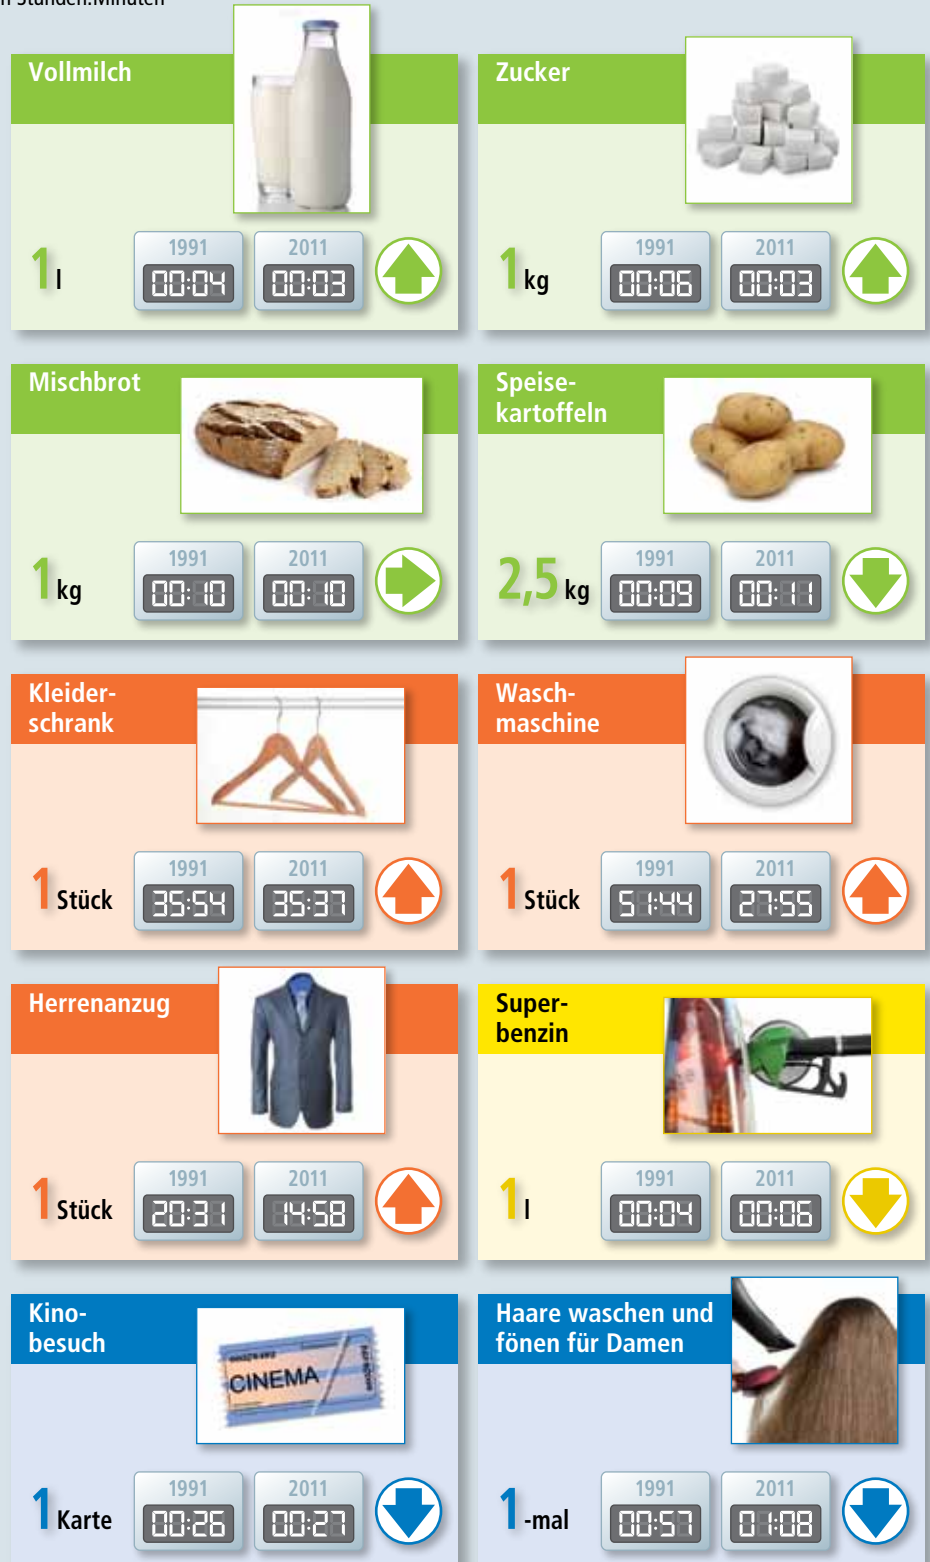 Stunden:Minuten
Vollmilch
1 l
1991
00:04
2011
00:03
Zucker
1 kg
1991
00:06
2011
00:03
Mischbrot
1 kg
1991
00:10
2011
00:10
Speise-
kartoffeln
2,5 kg
1991
00:09
2011
00:11
Kleider-
schrank
1 Stück
1991
35:54
2011
35:37
Wasch-
maschine
1 Stück
1991
51:44
2011
27:55
Herrenanzug
1 Stück
1991
20:31
2011
14:58
Super-
benzin
1 l
1991
00:04
2011
00:06
Kino-
besuch
CINEMA
1 Karte
1991
00:26
2011
00:27
Haare waschen und
fönen für Damen
1-mal
1991
00:57
2011
01:08